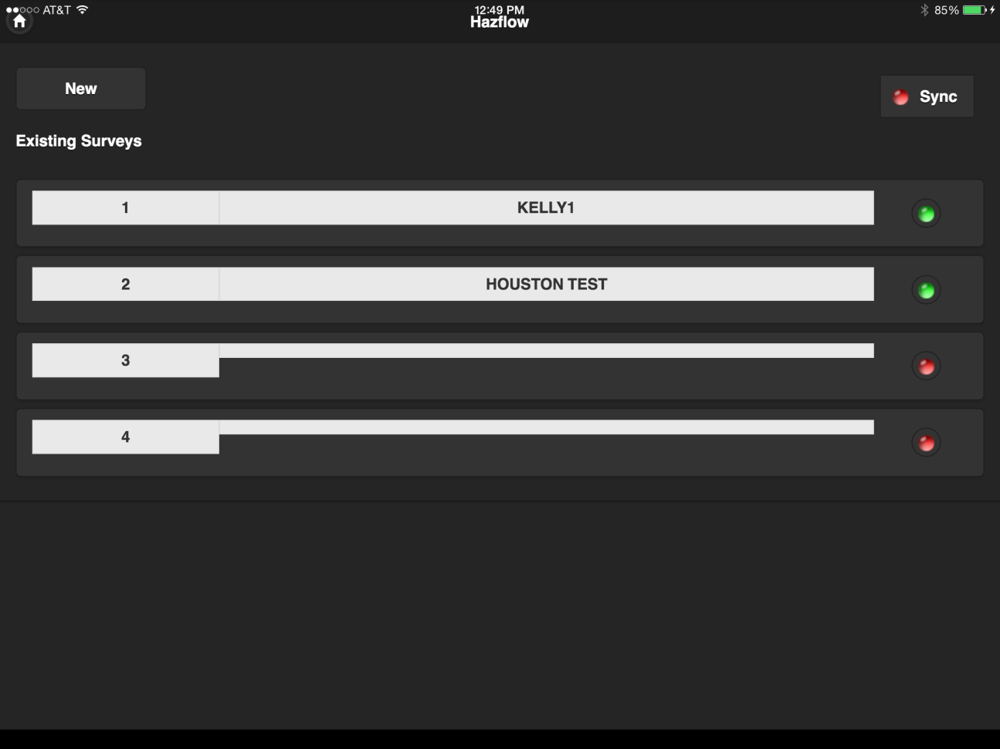 AT&T 12:49 PM 85%
Hazflow
New
Sync
Existing Surveys
1 KELLY1
2 HOUSTON TEST
3
4